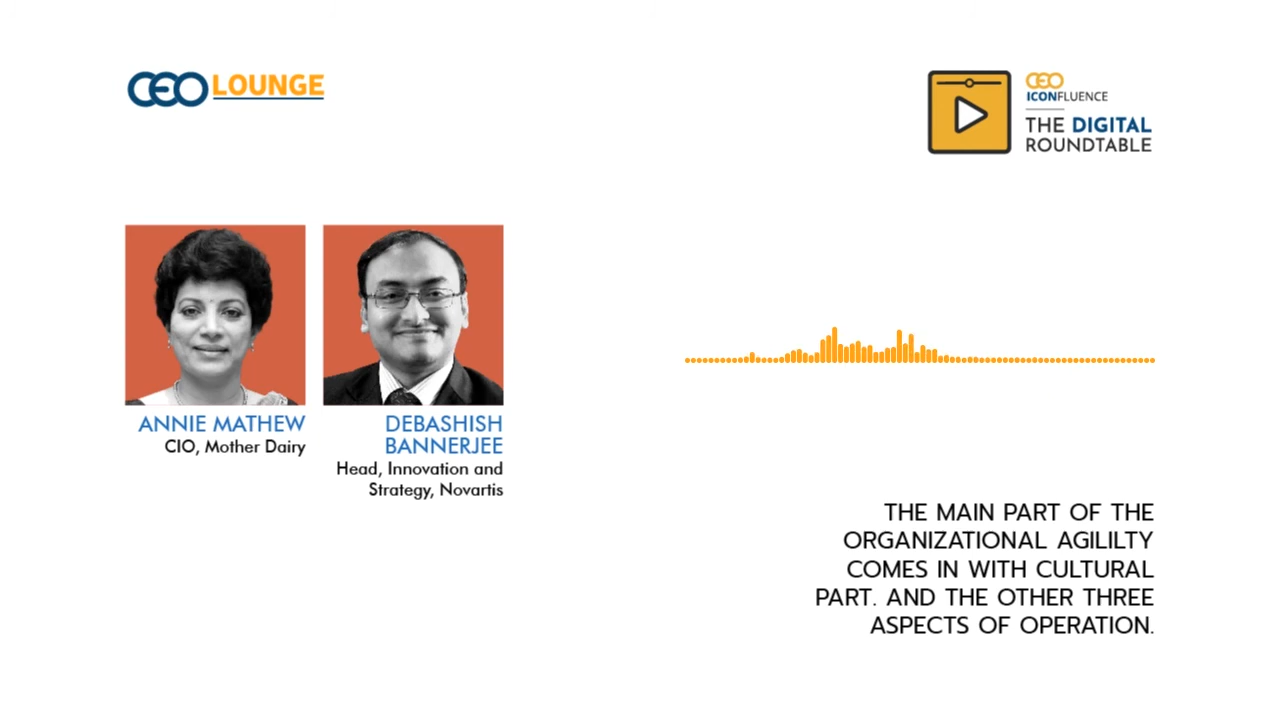 CEO LOUNGE
CEO
ICONFLUENCE
THE DIGITAL
ROUNDTABLE
ANNIE MATHEW
CIO, Mother Dairy
DEBASHISH
BANNERJEE
Head, Innovation and
Strategy, Novartis
THE MAIN PART OF THE
ORGANIZATIONAL AGILILTY
COMES IN WITH CULTURAL
PART. AND THE OTHER THREE
ASPECTS OF OPERATION.